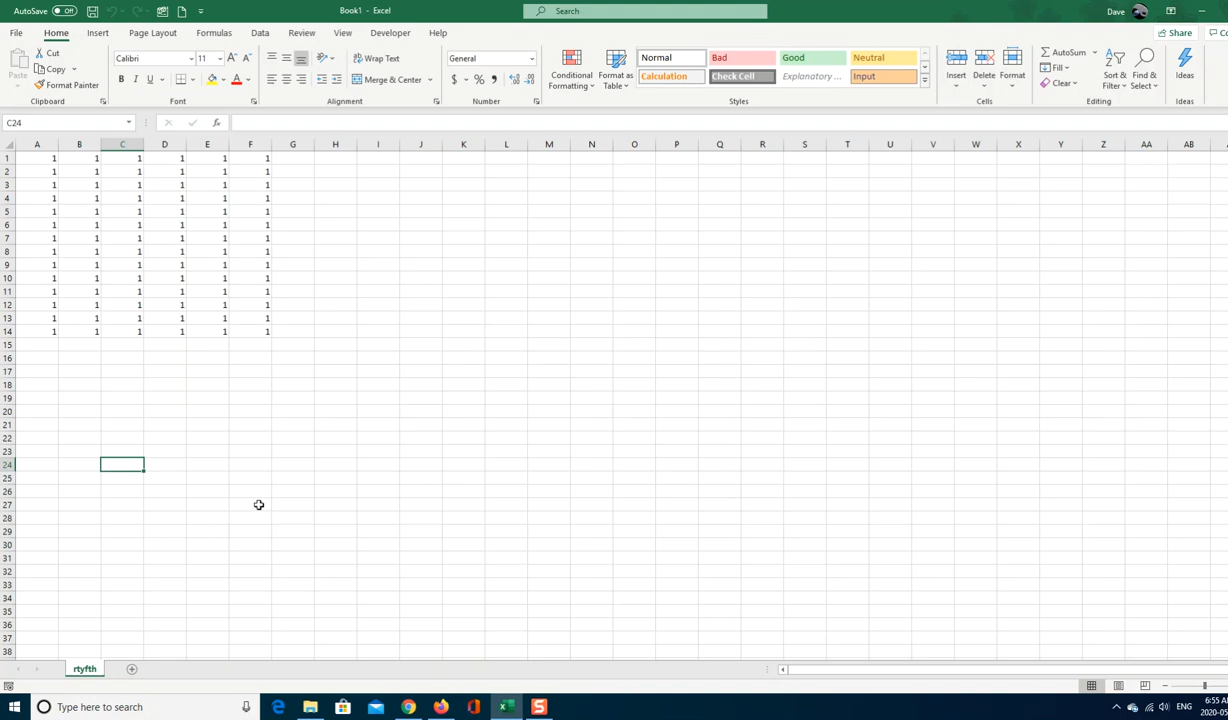 AutoSave Off Book1 - Excel Search Dave
File Home Insert Page Layout Formulas Data Review View Developer Help Share Co
Paste Cut Copy Format Painter Clipboard
Calibri 11 B I U A A A Font
Wrap Text Merge & Center Alignment
General $ % , Number
Conditional Formatting Format as Table Normal Bad Good Neutral Calculation Check Cell Explanatory ... Input Styles
Insert Delete Format Cells
AutoSum Fill Clear Sort & Filter Find & Select Editing
Ideas Ideas
C24 fx
A B C D E F G H I J K L M N O P Q R S T U V W X Y Z AA AB
1 1 1 1 1 1 1
2 1 1 1 1 1 1
3 1 1 1 1 1 1
4 1 1 1 1 1 1
5 1 1 1 1 1 1
6 1 1 1 1 1 1
7 1 1 1 1 1 1
8 1 1 1 1 1 1
9 1 1 1 1 1 1
10 1 1 1 1 1 1
11 1 1 1 1 1 1
12 1 1 1 1 1 1
13 1 1 1 1 1 1
14 1 1 1 1 1 1
15
16
17
18
19
20
21
22
23
24
25
26
27
28
29
30
31
32
33
34
35
36
37
38
rtyfth
Type here to search ENG 6:55 A
2020-05